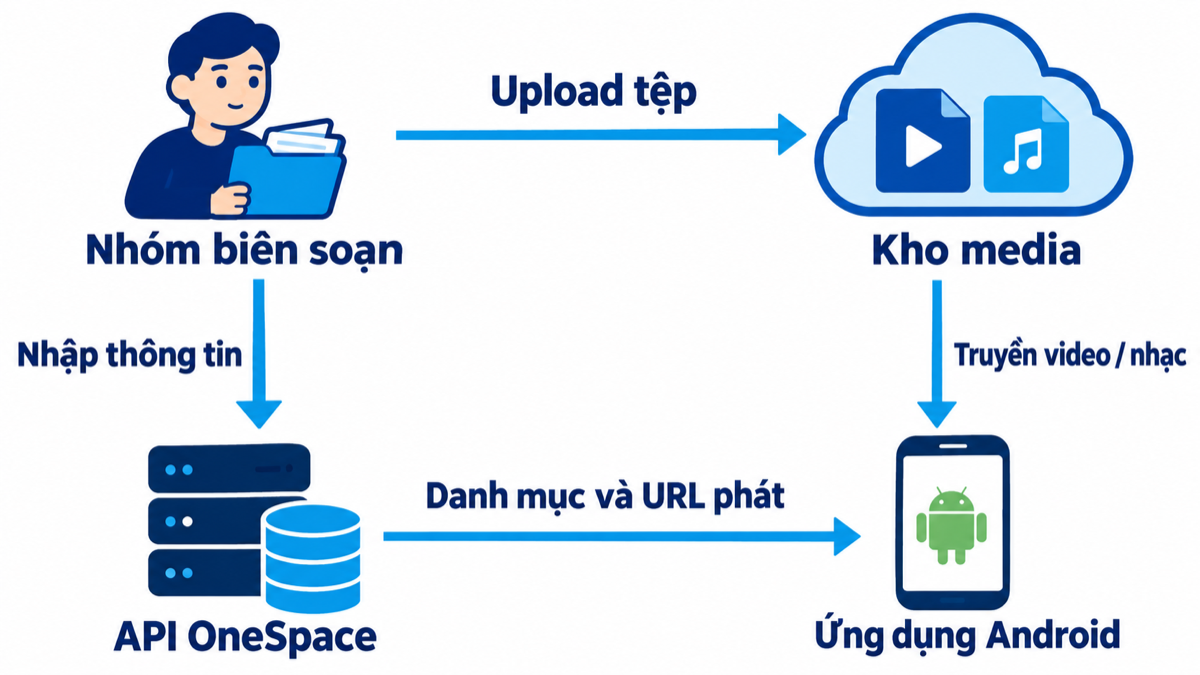 Upload tệp
Nhóm biên soạn
Kho media
Nhập thông tin
Truyền video / nhạc
Danh mục và URL phát
API OneSpace
Ứng dụng Android